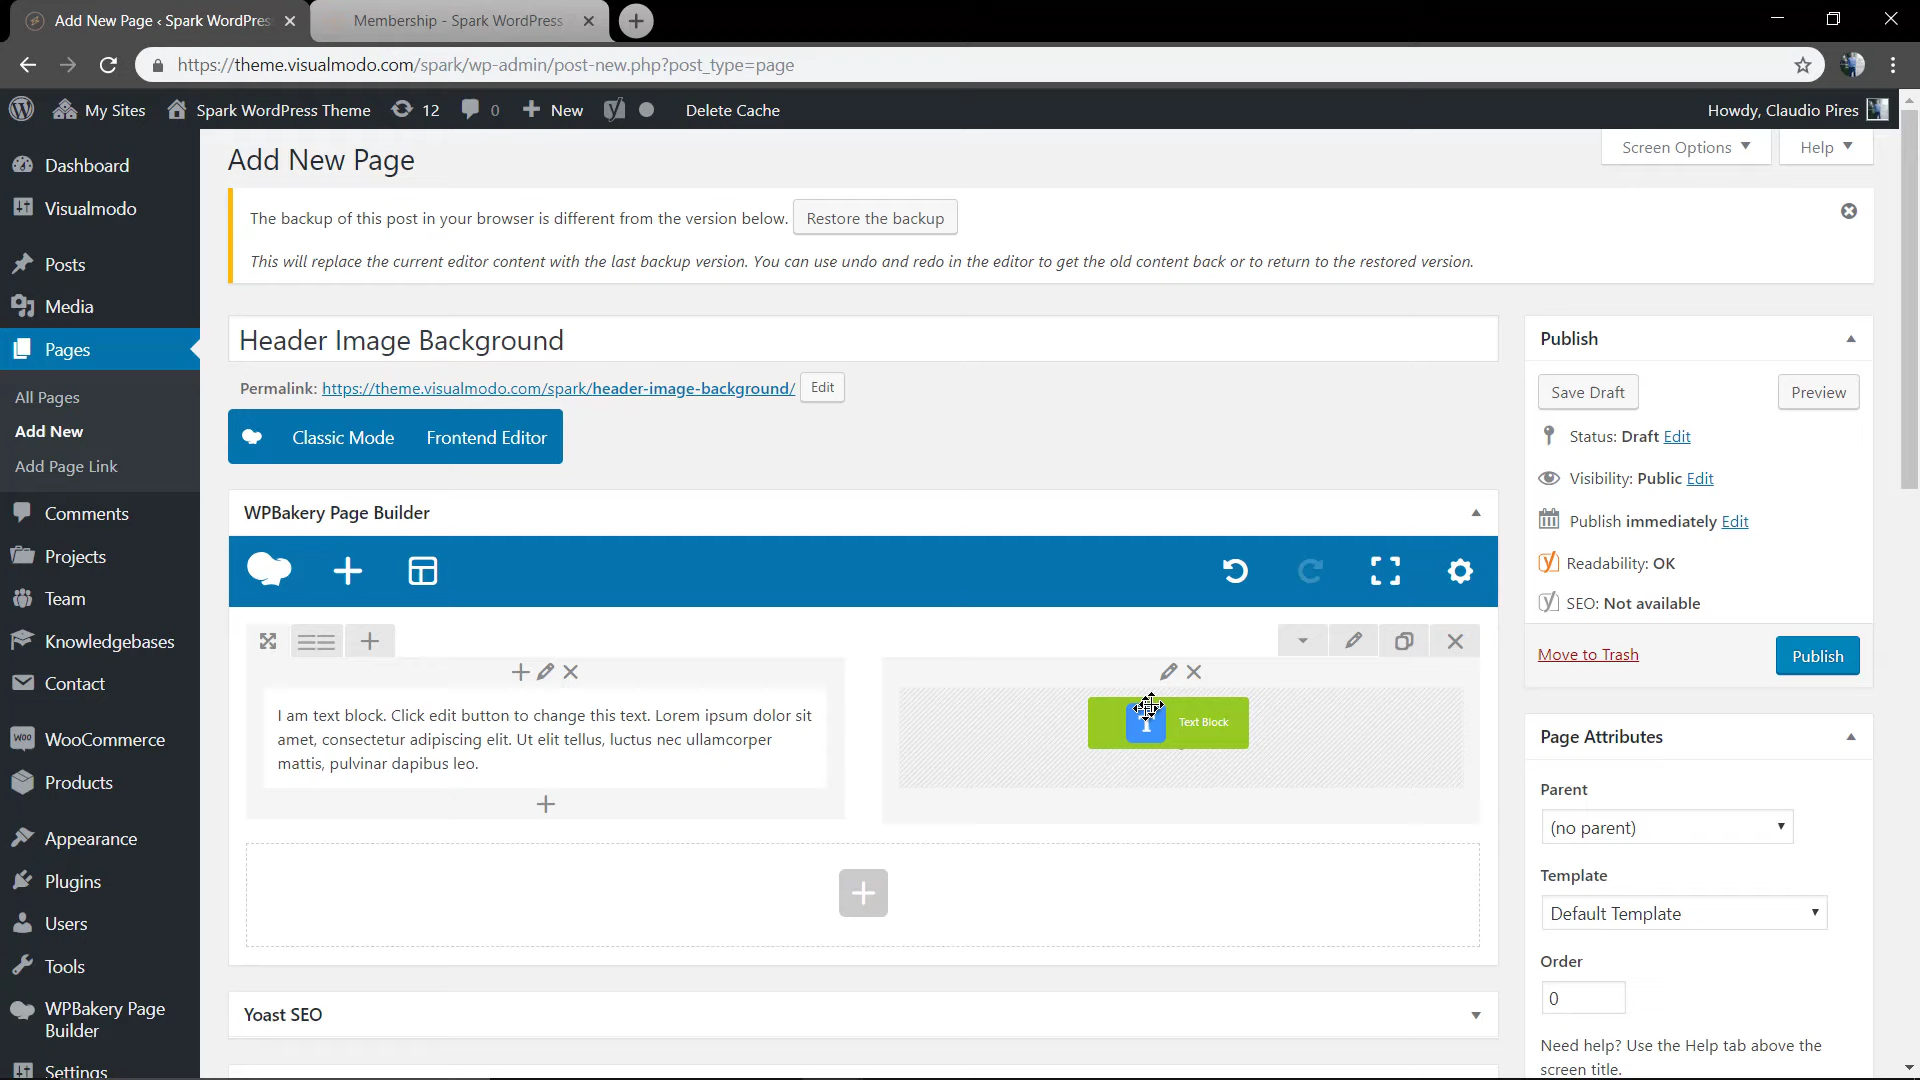 Add New Page ‹ Spark WordPres
Membership - Spark WordPress
https://theme.visualmodo.com/spark/wp-admin/post-new.php?post_type=page
My Sites
Spark WordPress Theme
12
0
New
Delete Cache
Howdy, Claudio Pires
Dashboard
Visualmodo
Posts
Media
Pages
All Pages
Add New
Add Page Link
Comments
Projects
Team
Knowledgebases
Contact
WooCommerce
Products
Appearance
Plugins
Users
Tools
WPBakery Page
Builder
Settings
Add New Page
Screen Options
Help
The backup of this post in your browser is different from the version below.
Restore the backup
This will replace the current editor content with the last backup version. You can use undo and redo in the editor to get the old content back or to return to the restored version.
Header Image Background
Permalink: https://theme.visualmodo.com/spark/header-image-background/
Edit
Classic Mode
Frontend Editor
WPBakery Page Builder
I am text block. Click edit button to change this text. Lorem ipsum dolor sit
amet, consectetur adipiscing elit. Ut elit tellus, luctus nec ullamcorper
mattis, pulvinar dapibus leo.
Text Block
Yoast SEO
Publish
Save Draft
Preview
Status: Draft Edit
Visibility: Public Edit
Publish immediately Edit
Readability: OK
SEO: Not available
Move to Trash
Publish
Page Attributes
Parent
(no parent)
Template
Default Template
Order
0
Need help? Use the Help tab above the
screen title.